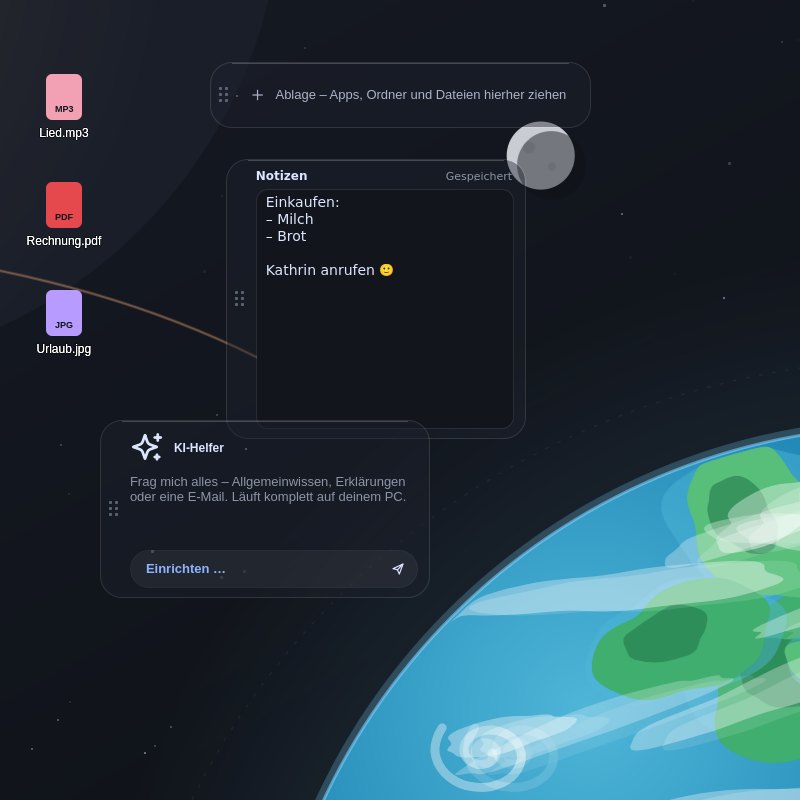 MP3
Lied.mp3
PDF
Rechnung.pdf
JPG
Urlaub.jpg
Ablage – Apps, Ordner und Dateien hierher ziehen
Notizen
Gespeichert
Einkaufen:
– Milch
– Brot
Kathrin anrufen 🙂
KI-Helfer
Frag mich alles – Allgemeinwissen, Erklärungen
oder eine E-Mail. Läuft komplett auf deinem PC.
Einrichten …